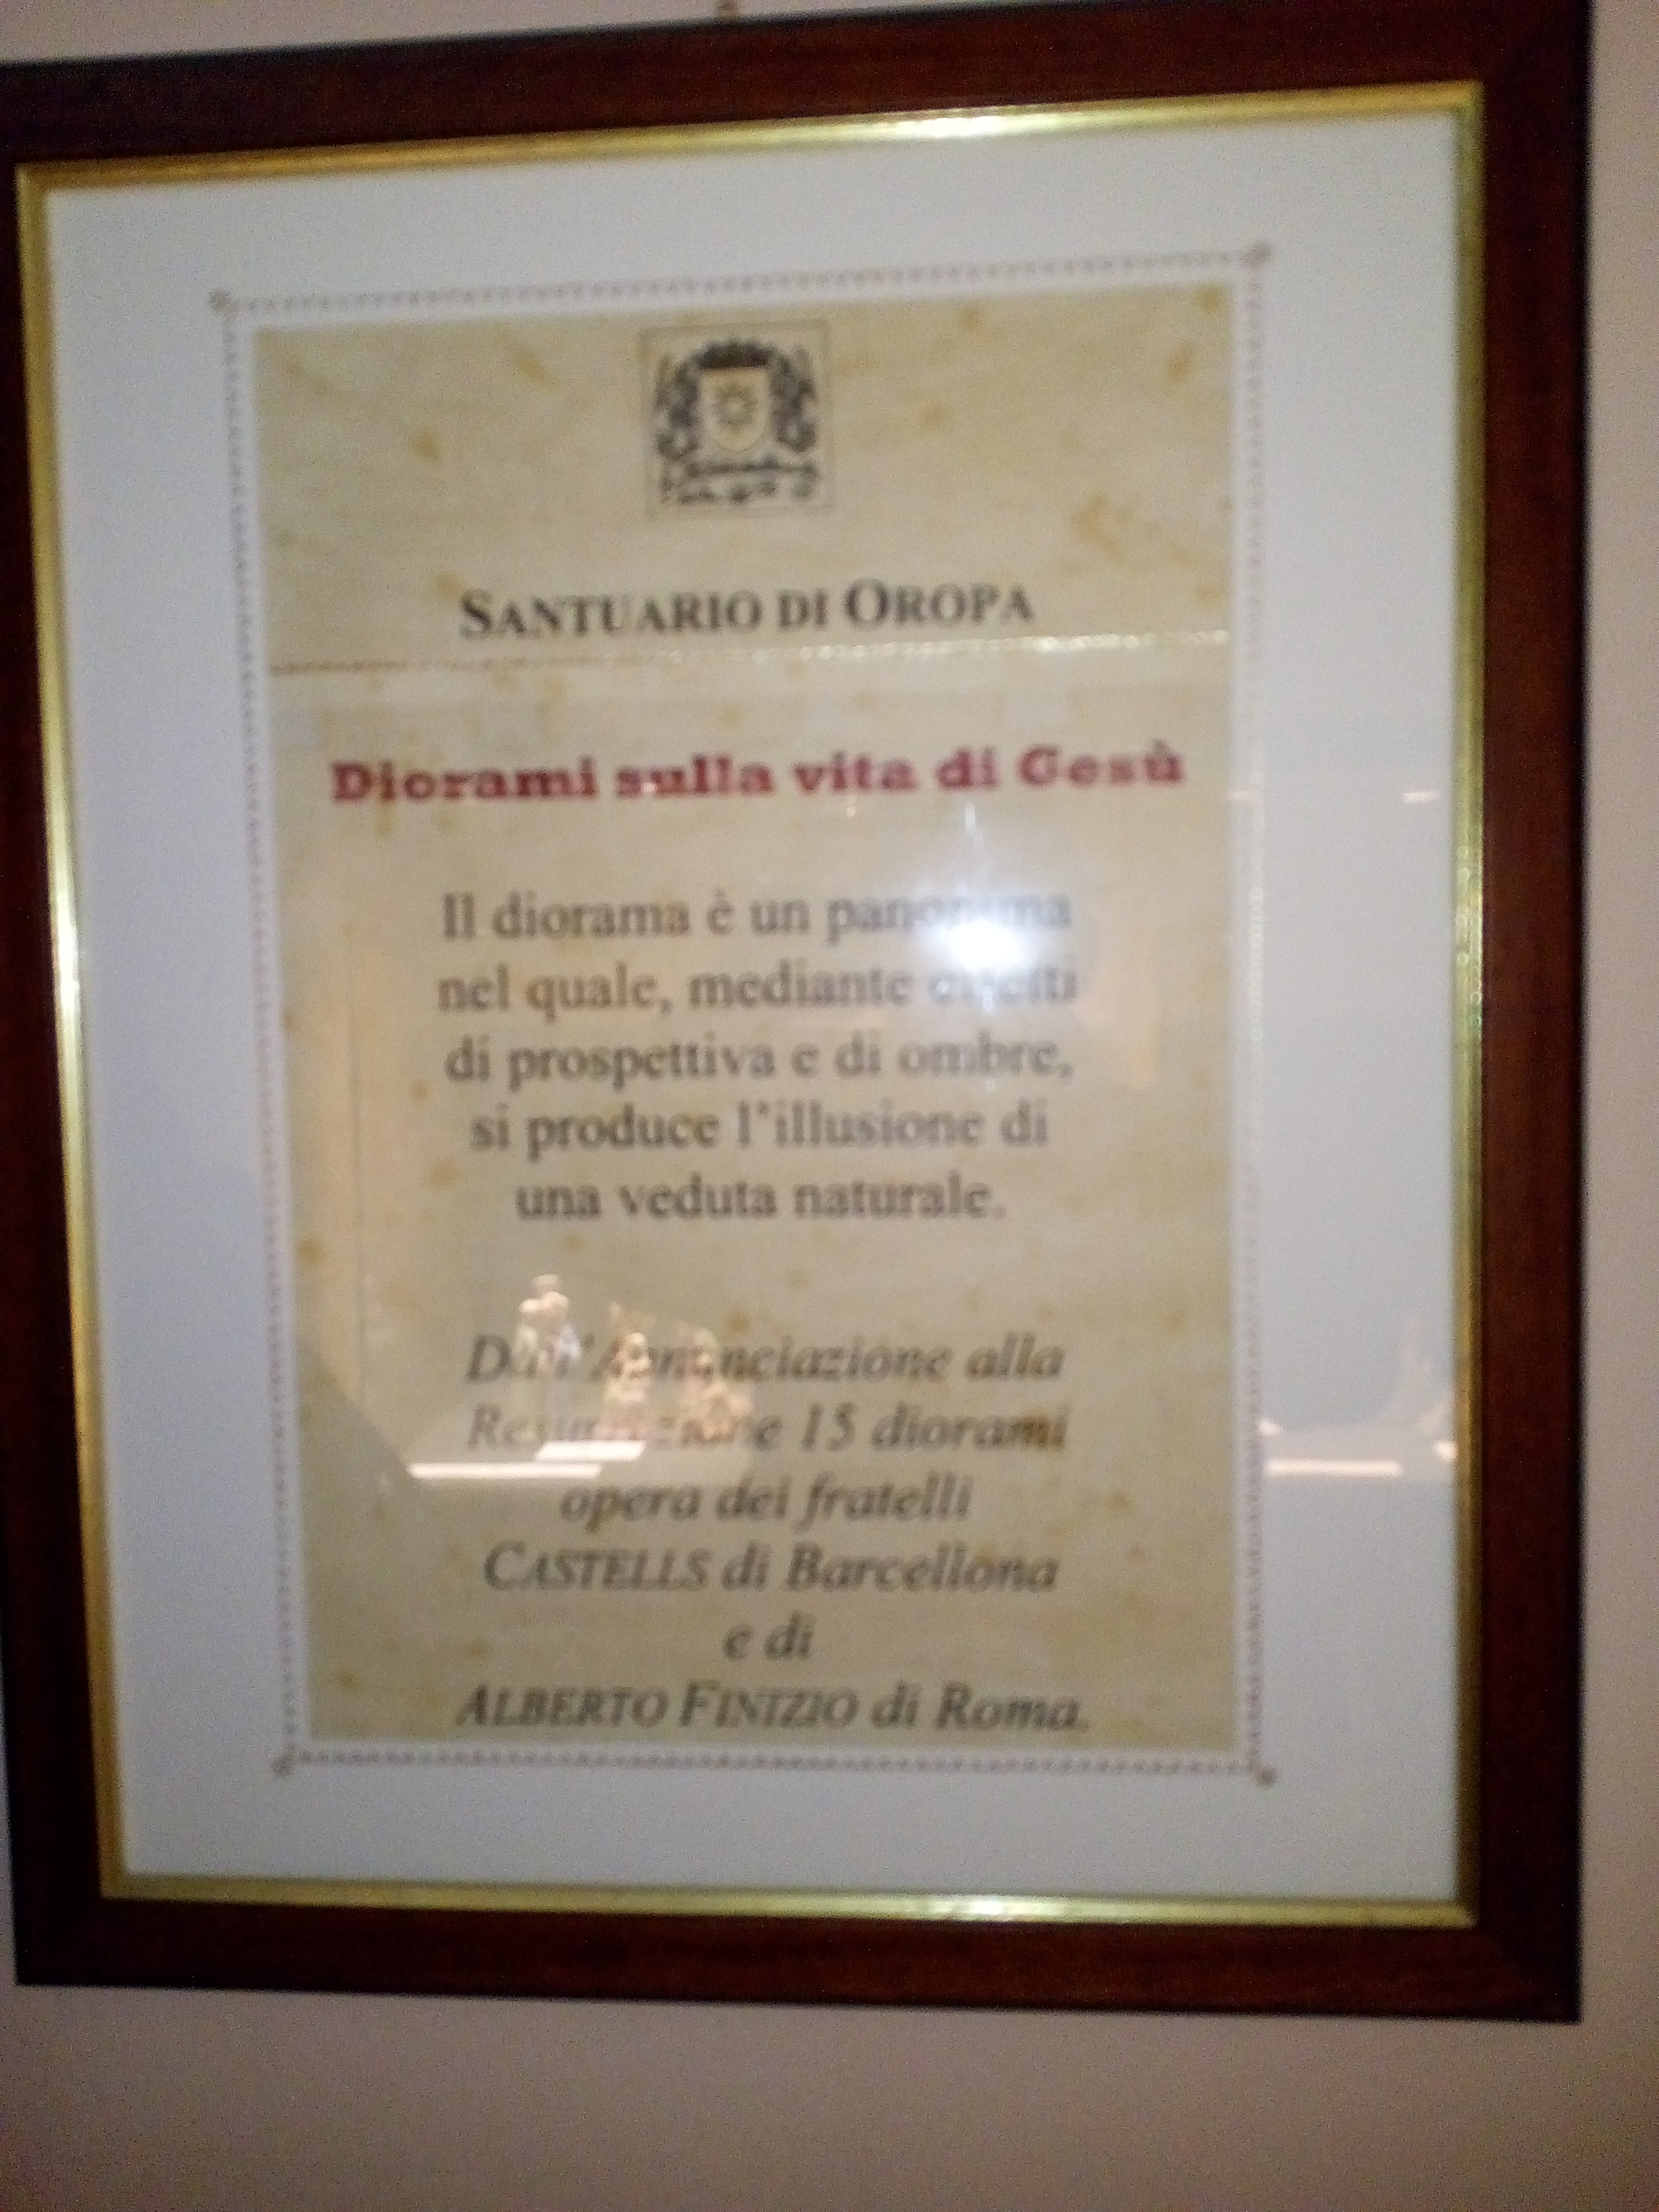 SANTUARIO DI OROPA
Diorami sulla vita di Gesù
Il diorama è un panorama
nel quale, mediante effetti
di prospettiva e di ombre,
si produce l'illusione di
una veduta naturale.
Dall'Annunciazione alla
Resurrezione 15 diorami
opera dei fratelli
CASTELLS di Barcellona
e di
ALBERTO FINIZIO di Roma.